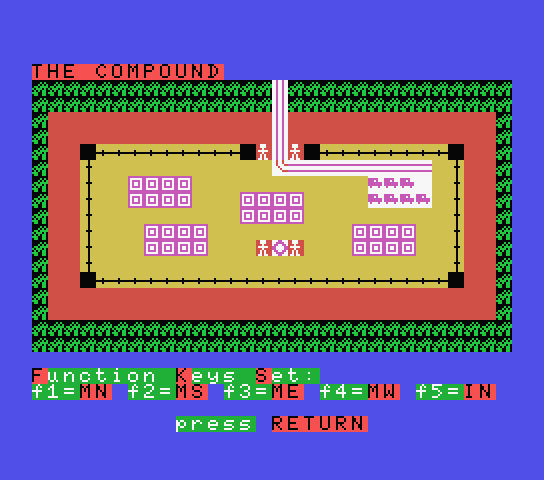 THE COMPOUND
Function Keys Set:
f1=MN f2=MS f3=ME f4=MW f5=IN
press RETURN